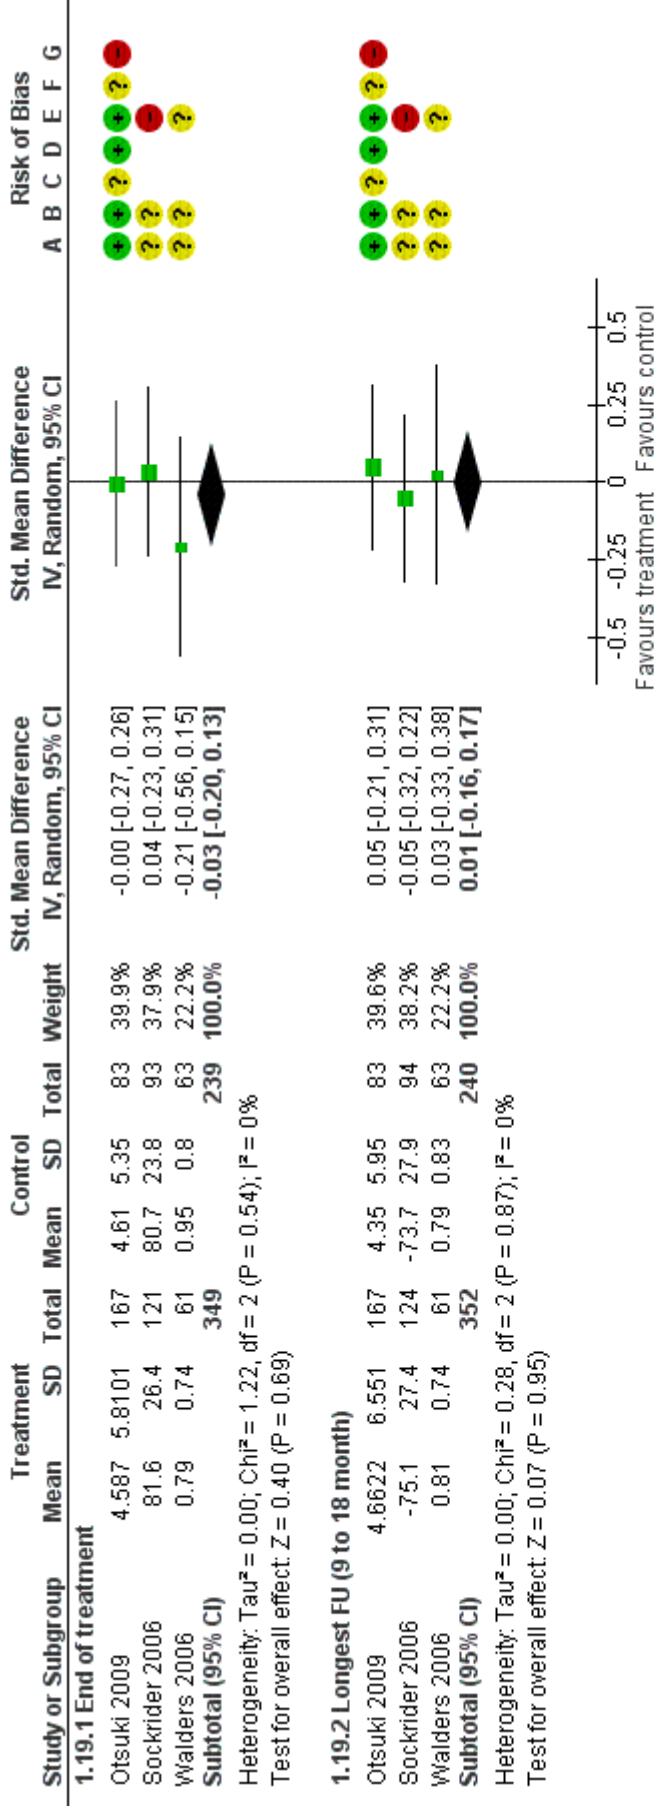 Treatment Control Std. Mean Difference Std. Mean Difference Risk of Bias
Study or Subgroup Mean SD Total Mean SD Total Weight IV, Random, 95% CI IV, Random, 95% CI A B C D E F G
1.19.1 End of treatment
Otsuki 2009 4.587 5.8101 167 4.61 5.35 83 39.9% -0.00 [-0.27, 0.26] + + ? + + ? -
Sockrider 2006 81.6 26.4 121 80.7 23.8 93 37.9% 0.04 [-0.23, 0.31] ? ? -
Walders 2006 0.79 0.74 61 0.95 0.8 63 22.2% -0.21 [-0.56, 0.15] ? ? ?
Subtotal (95% CI) 349 239 100.0% -0.03 [-0.20, 0.13]
Heterogeneity: Tau² = 0.00; Chi² = 1.22, df = 2 (P = 0.54); I² = 0%
Test for overall effect: Z = 0.40 (P = 0.69)
1.19.2 Longest FU (9 to 18 month)
Otsuki 2009 4.6622 6.551 167 4.35 5.95 83 39.6% 0.05 [-0.21, 0.31] + + ? + + ? -
Sockrider 2006 -75.1 27.4 124 -73.7 27.9 94 38.2% -0.05 [-0.32, 0.22] ? ? -
Walders 2006 0.81 0.74 61 0.79 0.83 63 22.2% 0.03 [-0.33, 0.38] ? ? ?
Subtotal (95% CI) 352 240 100.0% 0.01 [-0.16, 0.17]
Heterogeneity: Tau² = 0.00; Chi² = 0.28, df = 2 (P = 0.87); I² = 0%
Test for overall effect: Z = 0.07 (P = 0.95)
-0.5 -0.25 0 0.25 0.5
Favours treatment Favours control